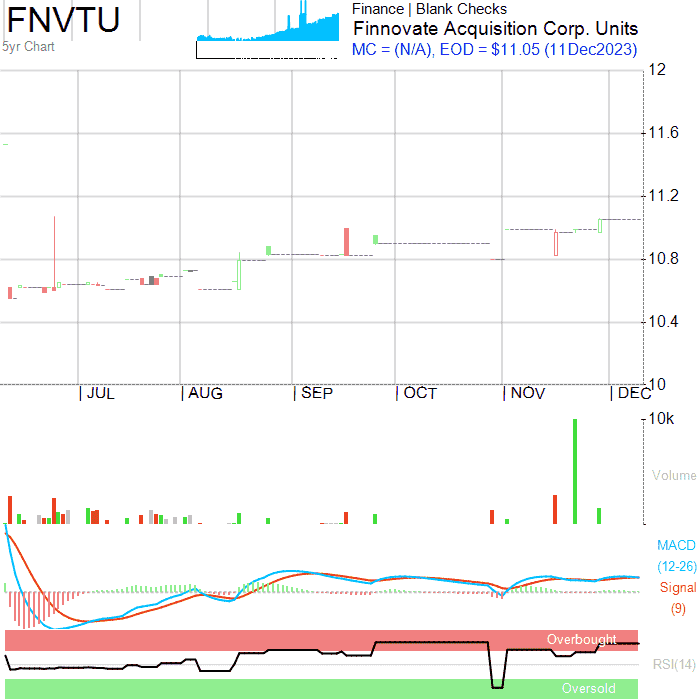 FNVTU
5yr Chart
Finance | Blank Checks
Finnovate Acquisition Corp. Units
MC = (N/A), EOD = $11.05 (11Dec2023)
12
11.6
11.2
10.8
10.4
10
| JUL | AUG | SEP | OCT | NOV | DEC
10k
Volume
MACD
(12-26)
Signal
(9)
Overbought
RSI(14)
Oversold